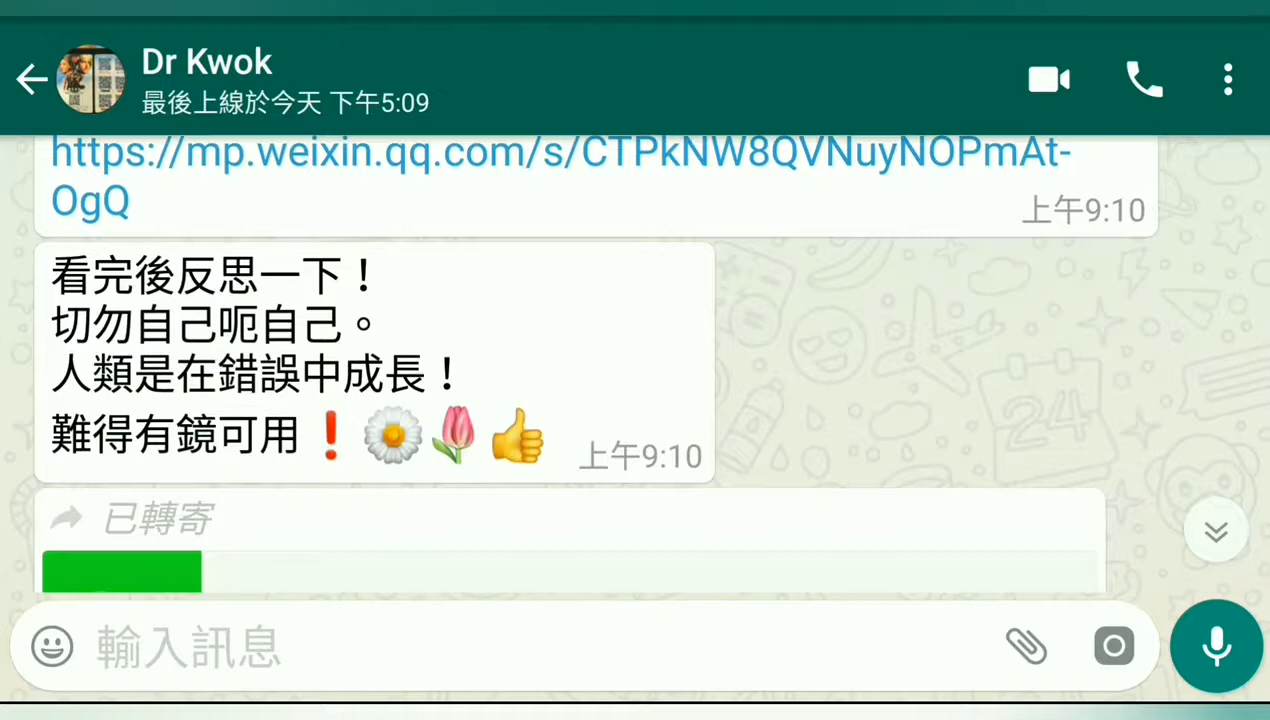 Dr Kwok
最後上線於今天 下午5:09
https://mp.weixin.qq.com/s/CTPkNW8QVNuyNOPmAt-
OgQ
上午9:10
看完後反思一下！
切勿自己呃自己。
人類是在錯誤中成長！
難得有鏡可用❗🌼🌷👍
上午9:10
已轉寄
輸入訊息